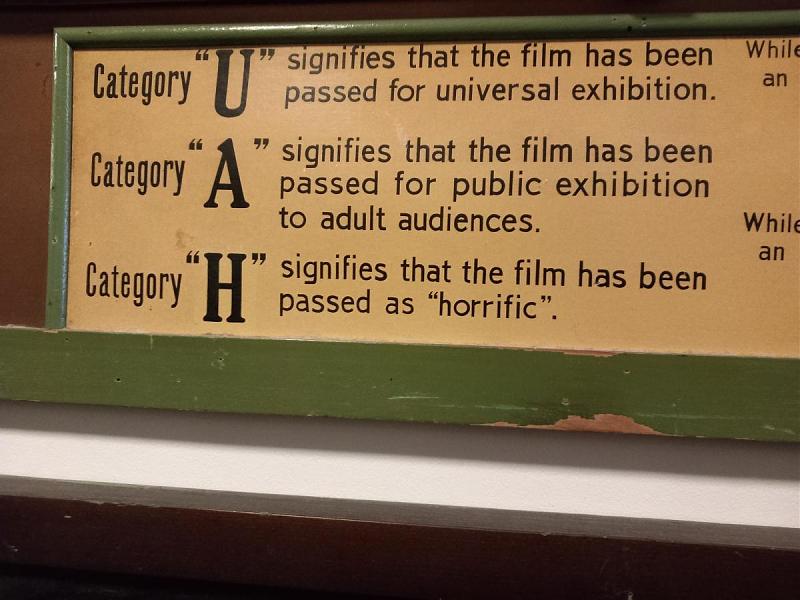 Category "U" signifies that the film has been
passed for universal exhibition.
Category "A" signifies that the film has been
passed for public exhibition
to adult audiences.
Category "H" signifies that the film has been
passed as "horrific".
While
an
While
an